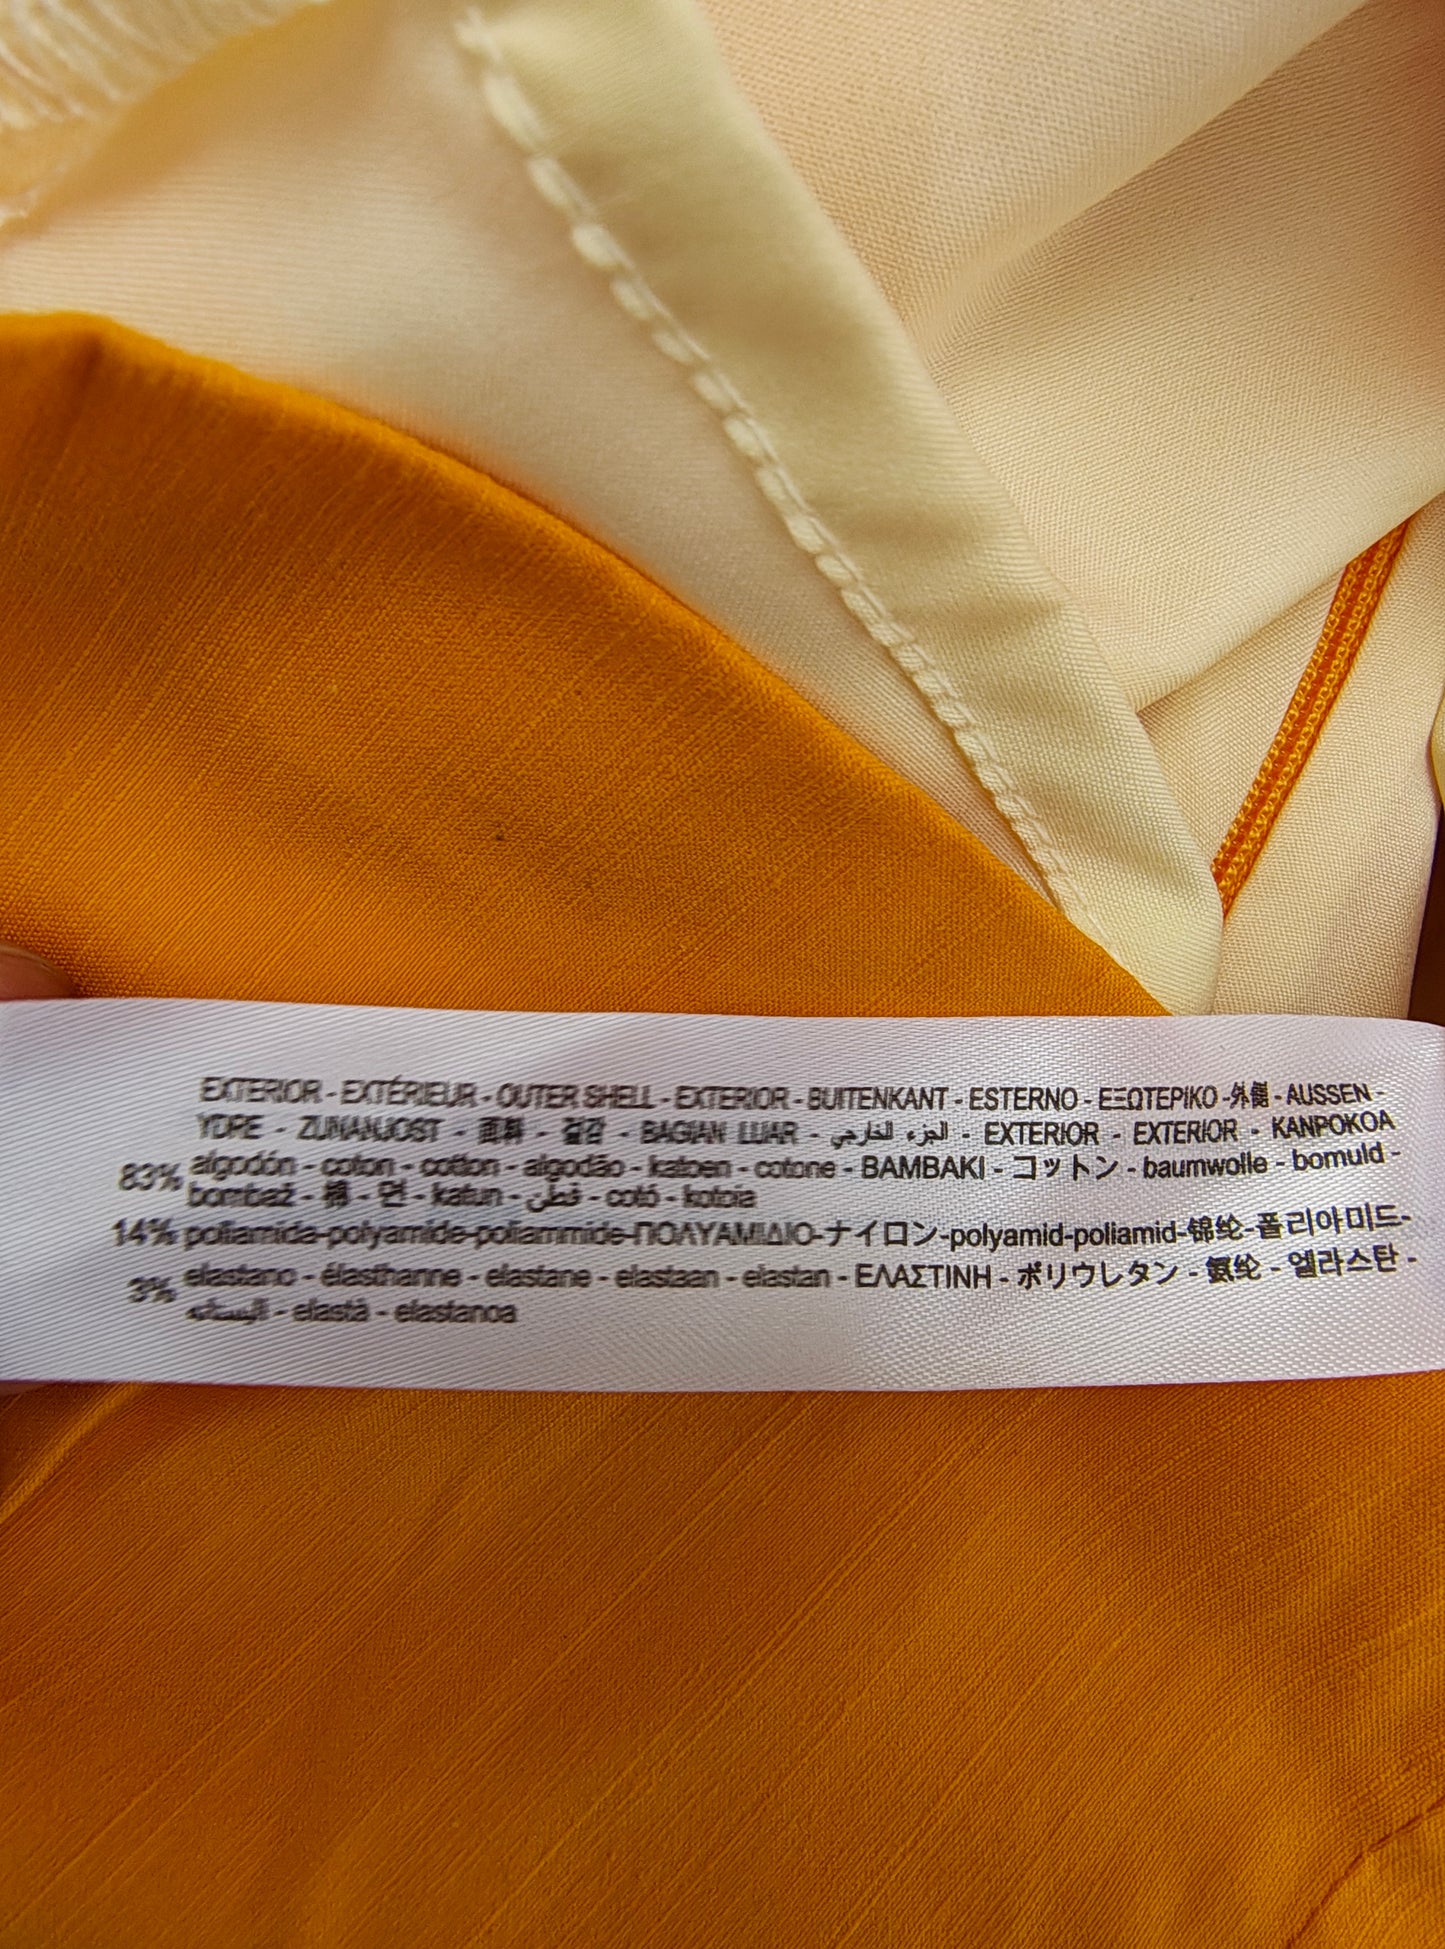 EXTERIOR - EXTÉRIEUR - OUTER SHELL - EXTERIOR - BUITENKANT - ESTERNO - ΕΞΩΤΕΡΙΚΟ -外側 - AUSSEN -
YDRE - ZUNANJOST - 面料 - 겉감 - BAGIAN LUAR - الجزء الخارجي - EXTERIOR - EXTERIOR - KANPOKOA
83% algodón - coton - cotton - algodão - katoen - cotone - BAMBAKI - コットン - baumwolle - bomuld -
bombaž - 棉 - 면 - katun - قطن - cotó - kotoia
14% poliamida-polyamide-poliammide-ΠΟΛΥΑΜΙΔΙΟ-ナイロン-polyamid-poliamid-锦纶-폴리아미드-
3% elastano - élasthanne - elastane - elastaan - elastan - ΕΛΑΣΤΙΝΗ - ポリウレタン - 氨纶 - 엘라스탄 -
اليستانه - elastà - elastanoa